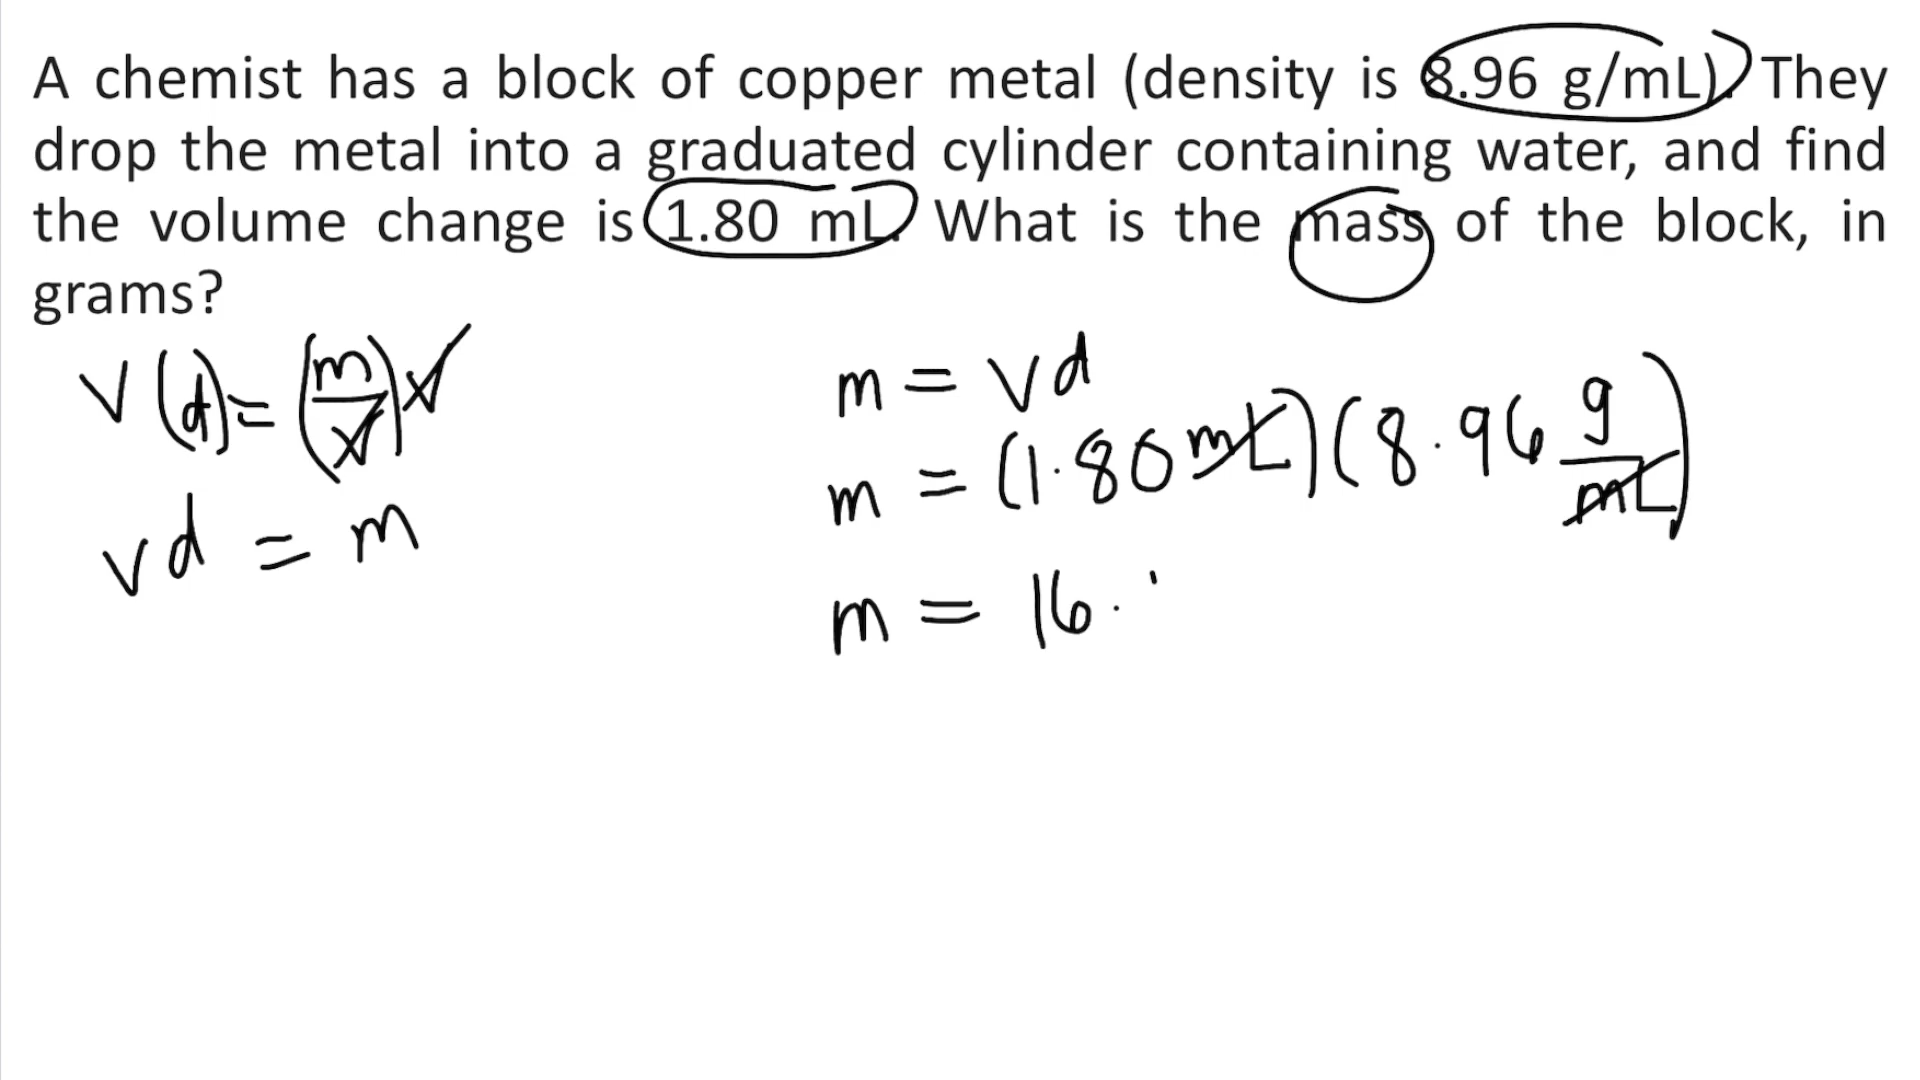 A chemist has a block of copper metal (density is 8.96 g/mL). They
drop the metal into a graduated cylinder containing water, and find
the volume change is 1.80 mL. What is the mass of the block, in
grams?
v(d) = (m/v)v
vd = m
m = vd
m = (1.80 mL)(8.96 g/mL)
m = 16.